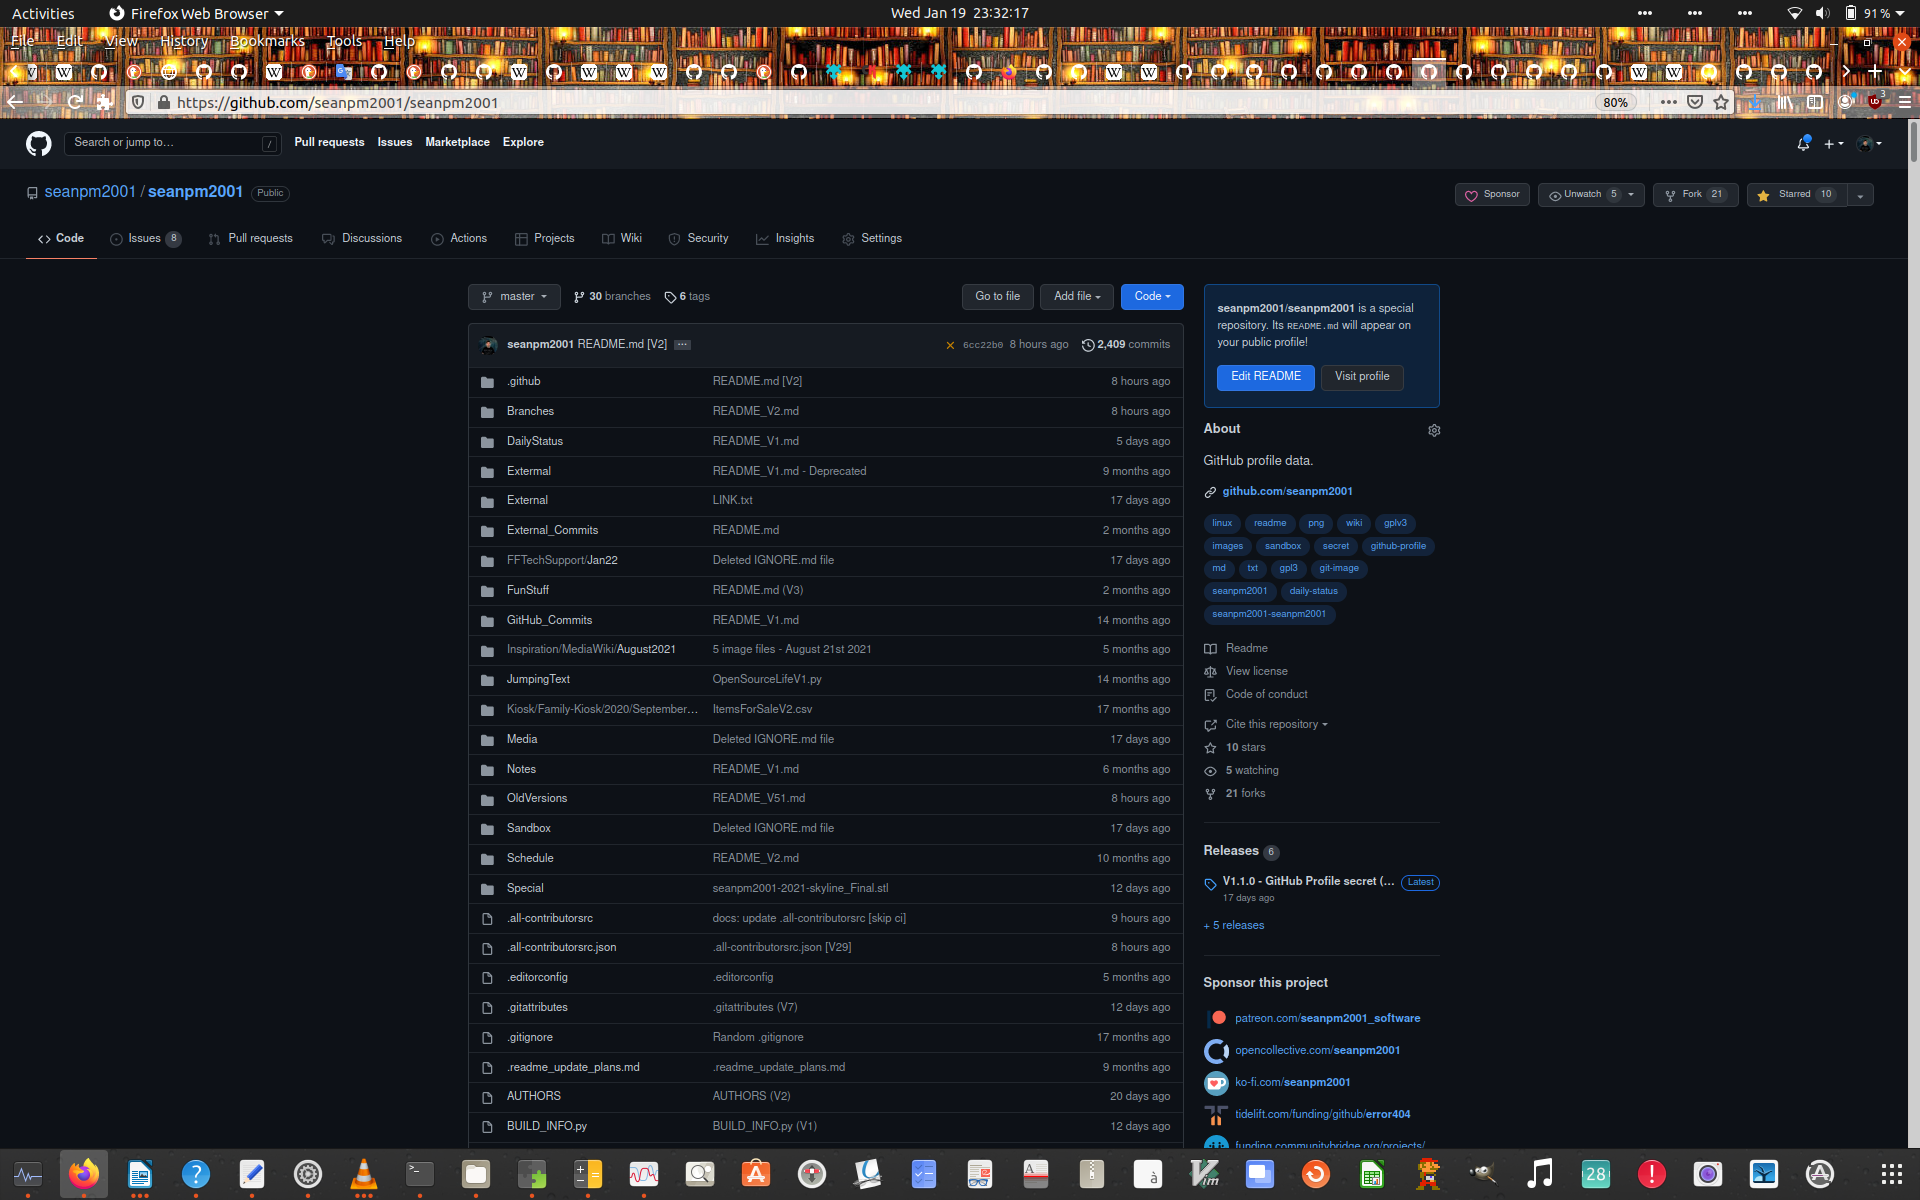 Activities
Firefox Web Browser
Wed Jan 19 23:32:17
91 %
File Edit View History Bookmarks Tools Help
https://github.com/seanpm2001/seanpm2001
80%
3
Search or jump to…
/
Pull requests Issues Marketplace Explore
seanpm2001 / seanpm2001 Public
Sponsor
Unwatch 5
Fork 21
Starred 10
Code
Issues 8
Pull requests
Discussions
Actions
Projects
Wiki
Security
Insights
Settings
master
30 branches
6 tags
Go to file
Add file
Code
seanpm2001 README.md [V2] ... 6cc22b0 8 hours ago 2,409 commits
.github README.md [V2] 8 hours ago
Branches README_V2.md 8 hours ago
DailyStatus README_V1.md 5 days ago
Extermal README_V1.md - Deprecated 9 months ago
External LINK.txt 17 days ago
External_Commits README.md 2 months ago
FFTechSupport/Jan22 Deleted IGNORE.md file 17 days ago
FunStuff README.md (V3) 2 months ago
GitHub_Commits README_V1.md 14 months ago
Inspiration/MediaWiki/August2021 5 image files - August 21st 2021 5 months ago
JumpingText OpenSourceLifeV1.py 14 months ago
Kiosk/Family-Kiosk/2020/September... ItemsForSaleV2.csv 17 months ago
Media Deleted IGNORE.md file 17 days ago
Notes README_V1.md 6 months ago
OldVersions README_V51.md 8 hours ago
Sandbox Deleted IGNORE.md file 17 days ago
Schedule README_V2.md 10 months ago
Special seanpm2001-2021-skyline_Final.stl 12 days ago
.all-contributorsrc docs: update .all-contributorsrc [skip ci] 9 hours ago
.all-contributorsrc.json .all-contributorsrc.json [V29] 8 hours ago
.editorconfig .editorconfig 5 months ago
.gitattributes .gitattributes (V7) 12 days ago
.gitignore Random .gitignore 17 months ago
.readme_update_plans.md .readme_update_plans.md 9 months ago
AUTHORS AUTHORS (V2) 20 days ago
BUILD_INFO.py BUILD_INFO.py (V1) 12 days ago
seanpm2001/seanpm2001 is a special
repository. Its README.md will appear on
your public profile!
Edit README
Visit profile
About
GitHub profile data.
github.com/seanpm2001
linux readme png wiki gplv3
images sandbox secret github-profile
md txt gpl3 git-image
seanpm2001 daily-status
seanpm2001-seanpm2001
Readme
View license
Code of conduct
Cite this repository
10 stars
5 watching
21 forks
Releases 6
V1.1.0 - GitHub Profile secret (... Latest
17 days ago
+ 5 releases
Sponsor this project
patreon.com/seanpm2001_software
opencollective.com/seanpm2001
ko-fi.com/seanpm2001
tidelift.com/funding/github/error404
funding.communitybridge.org/projects/
28